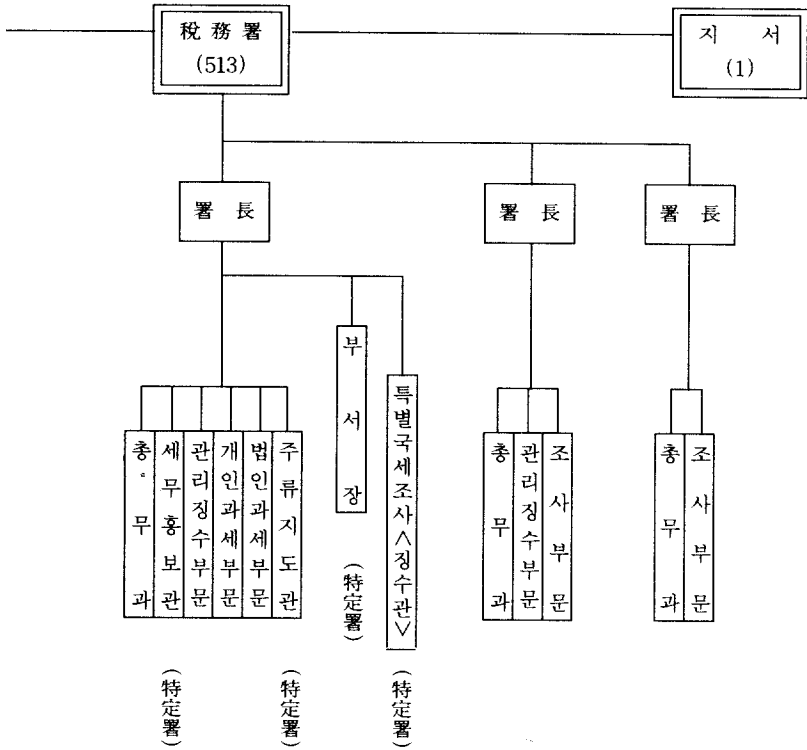 稅務署
(513)
지 서
(1)
署 長
署 長
署 長
총 무 과
세무홍보관
관리징수부문
개인과세부문
법인과세부문
주류지도관
부 서 장
특별국세조사<징수관>
총 무 과
관리징수부문
조사부문
총 무 과
조사부문
(特定署)
(特定署)
(特定署)
(特定署)